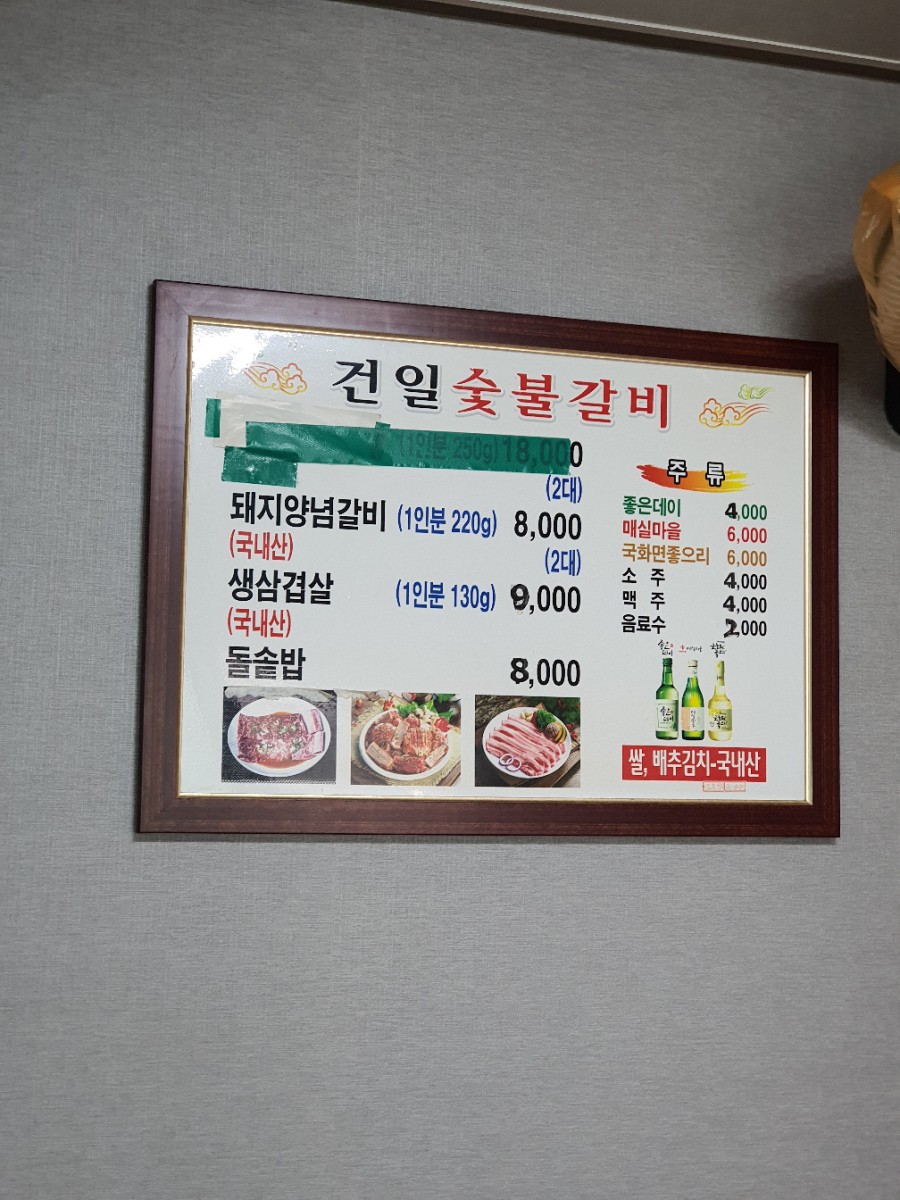 건일숯불갈비
(1인분 250g) 18,000
(2대)
돼지양념갈비 (1인분 220g) 8,000
(국내산) (2대)
생삼겹살 (1인분 130g) 9,000
(국내산)
돌솥밥 8,000
주 류
좋은데이 4,000
매실마을 6,000
국화면좋으리 6,000
소 주 4,000
맥 주 4,000
음료수 2,000
쌀, 배추김치-국내산